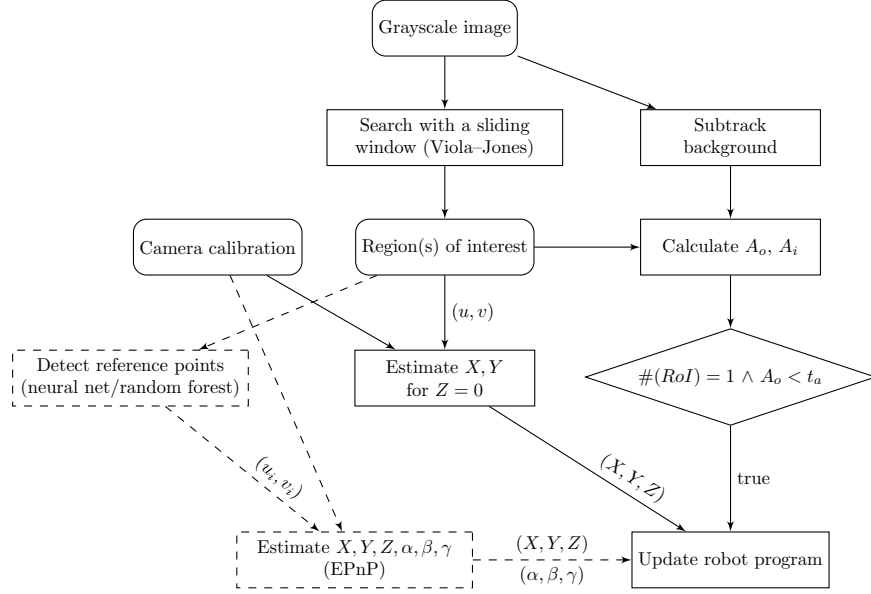 Grayscale image
Search with a sliding
window (Viola–Jones)
Subtrack
background
Camera calibration
Region(s) of interest
Calculate A_o, A_i
(u, v)
Detect reference points
(neural net/random forest)
Estimate X, Y
for Z = 0
#(RoI) = 1 ∧ A_o < t_a
(u_i, v_i)
(X, Y, Z)
true
Estimate X, Y, Z, α, β, γ
(EPnP)
(X, Y, Z)
(α, β, γ)
Update robot program